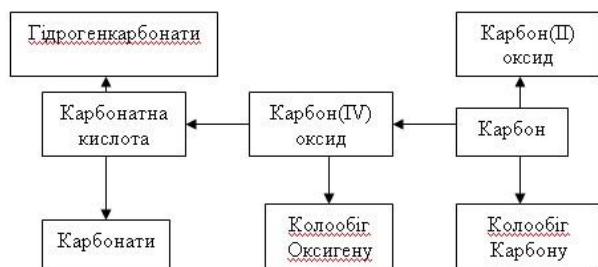 Гідрогенкарбонати
Карбон(ІІ)
оксид
Карбонатна
кислота
Карбон(IV)
оксид
Карбон
Карбонати
Колообіг
Оксигену
Колообіг
Карбону